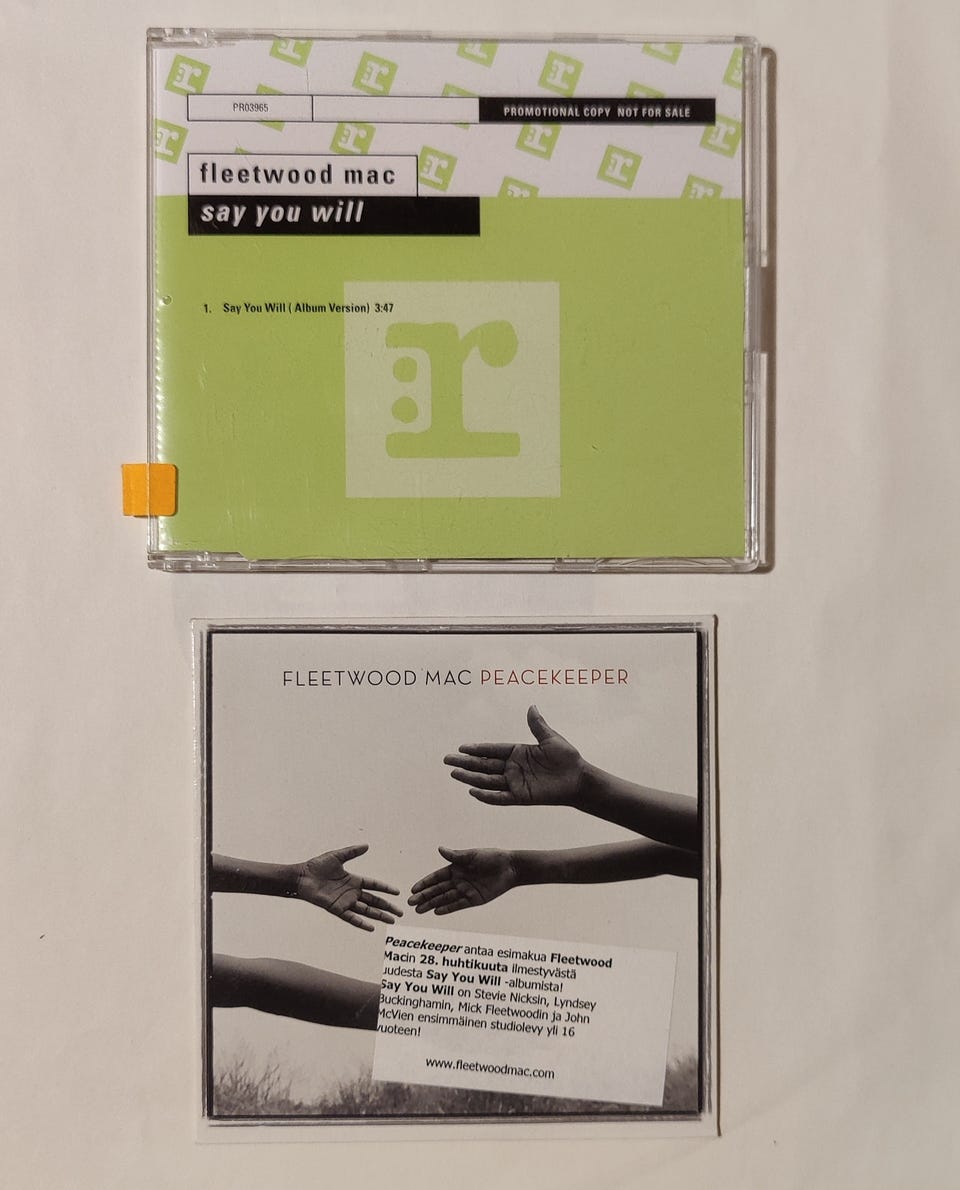 PRO3965
PROMOTIONAL COPY NOT FOR SALE
fleetwood mac
say you will
1. Say You Will ( Album Version) 3:47
r
FLEETWOOD MAC PEACEKEEPER
Peacekeeper antaa esimakua Fleetwood
Macin 28. huhtikuuta ilmestyvästä
uudesta Say You Will -albumista!
Say You Will on Stevie Nicksin, Lyndsey
Buckinghamin, Mick Fleetwoodin ja John
McVien ensimmäinen studiolevy yli 16
vuoteen!
www.fleetwoodmac.com